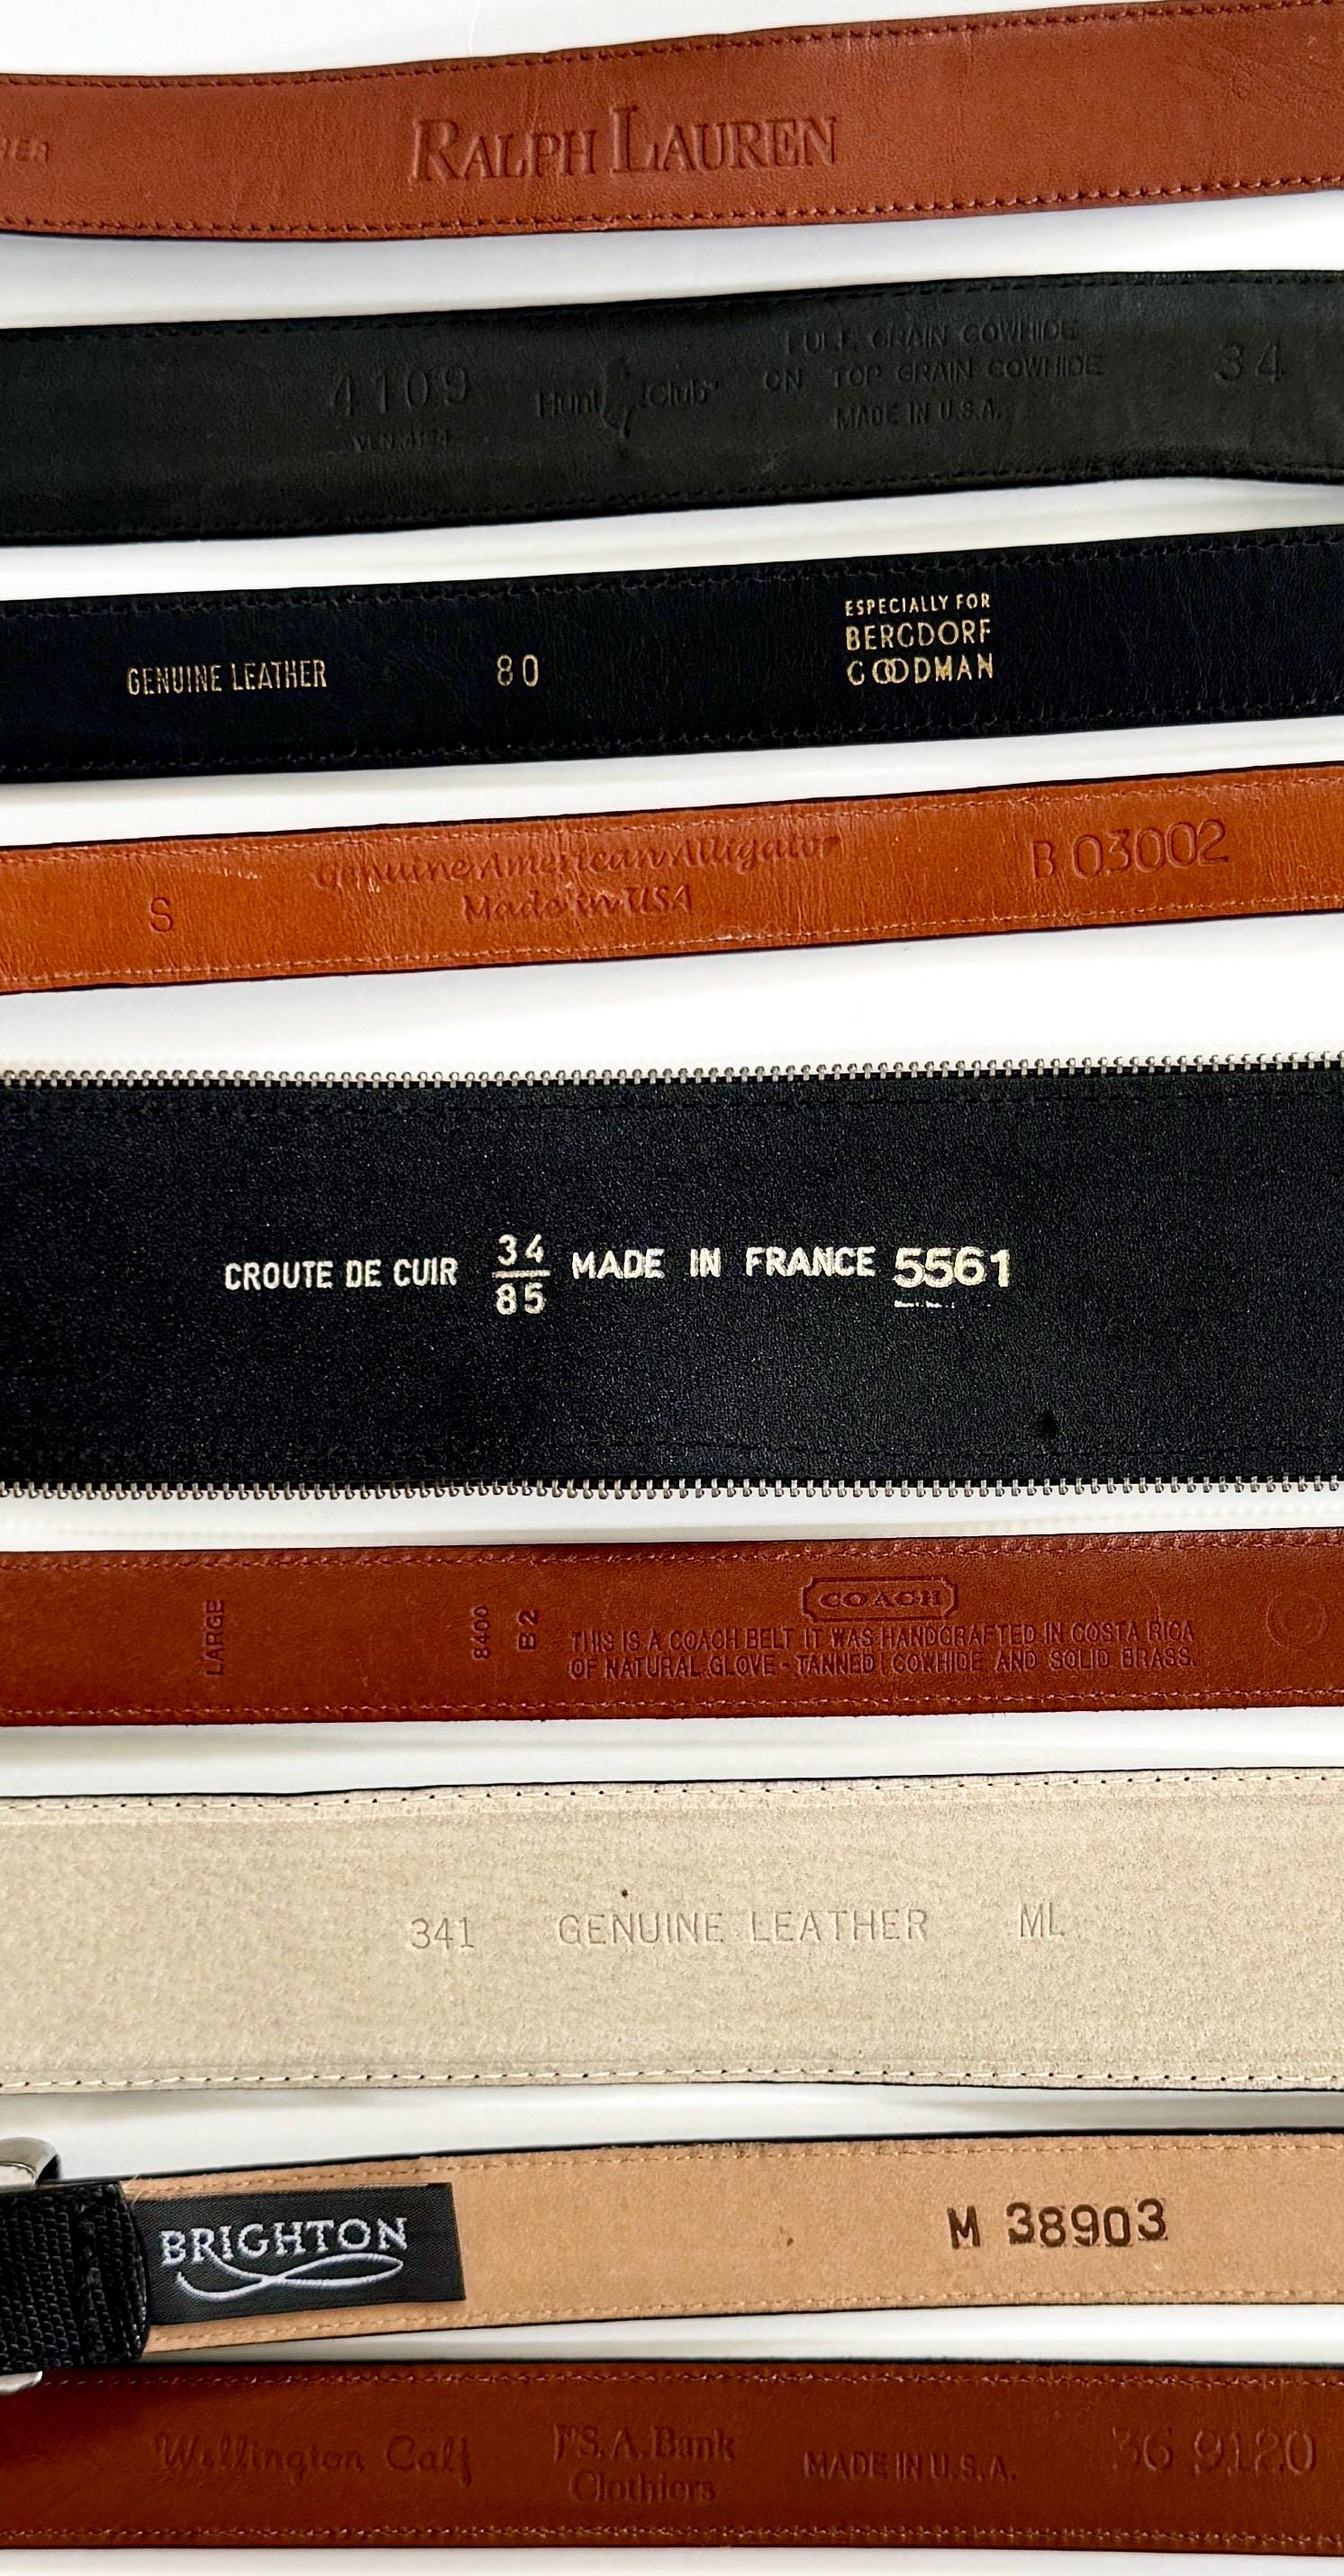 RALPH LAUREN
4109
Hunt Club
FULL GRAIN COWHIDE
ON TOP GRAIN COWHIDE
MADE IN U.S.A.
34
GENUINE LEATHER
80
ESPECIALLY FOR
BERGDORF
GOODMAN
S
Genuine American Alligator
Made in USA
B 03002
CROUTE DE CUIR
34
85
MADE IN FRANCE
5561
LARGE
8400
B2
COACH
THIS IS A COACH BELT IT WAS HANDCRAFTED IN COSTA RICA
OF NATURAL GLOVE-TANNED COWHIDE AND SOLID BRASS.
341 GENUINE LEATHER ML
BRIGHTON
M 38903
Wellington Calf
JoS.A.Bank
Clothiers
MADE IN U.S.A.
36 9120